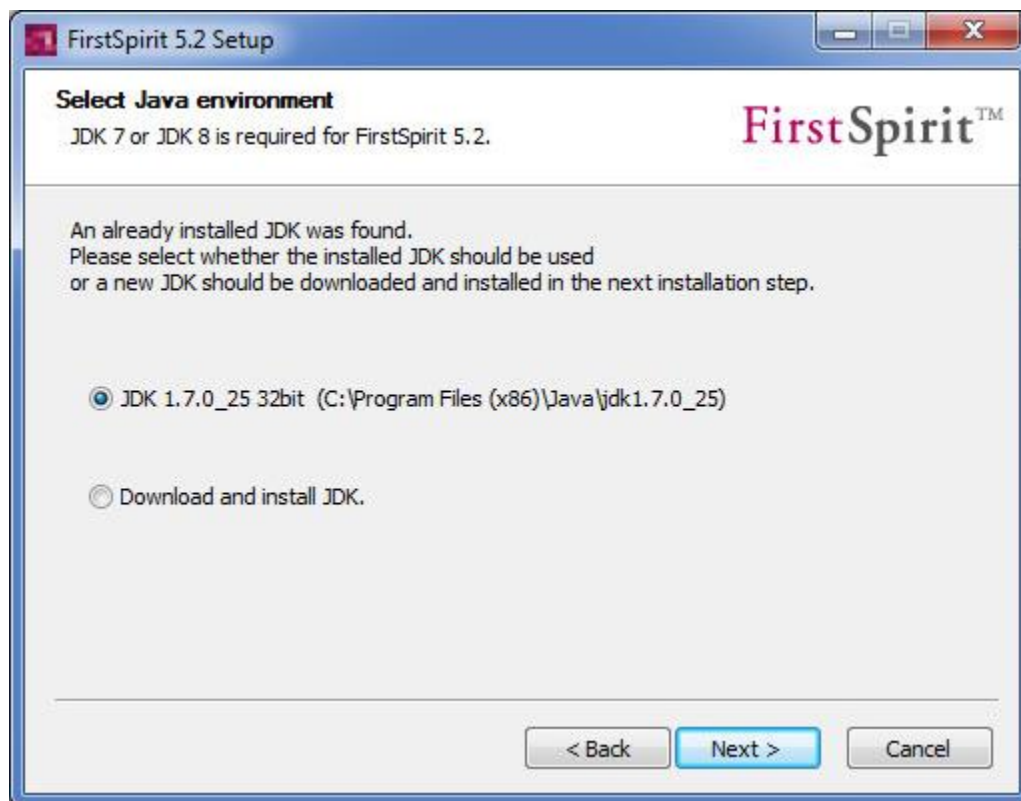 FirstSpirit 5.2 Setup
Select Java environment
JDK 7 or JDK 8 is required for FirstSpirit 5.2.
FirstSpirit™
An already installed JDK was found.
Please select whether the installed JDK should be used
or a new JDK should be downloaded and installed in the next installation step.
JDK 1.7.0_25 32bit (C:\Program Files (x86)\Java\jdk1.7.0_25)
Download and install JDK.
< Back
Next >
Cancel